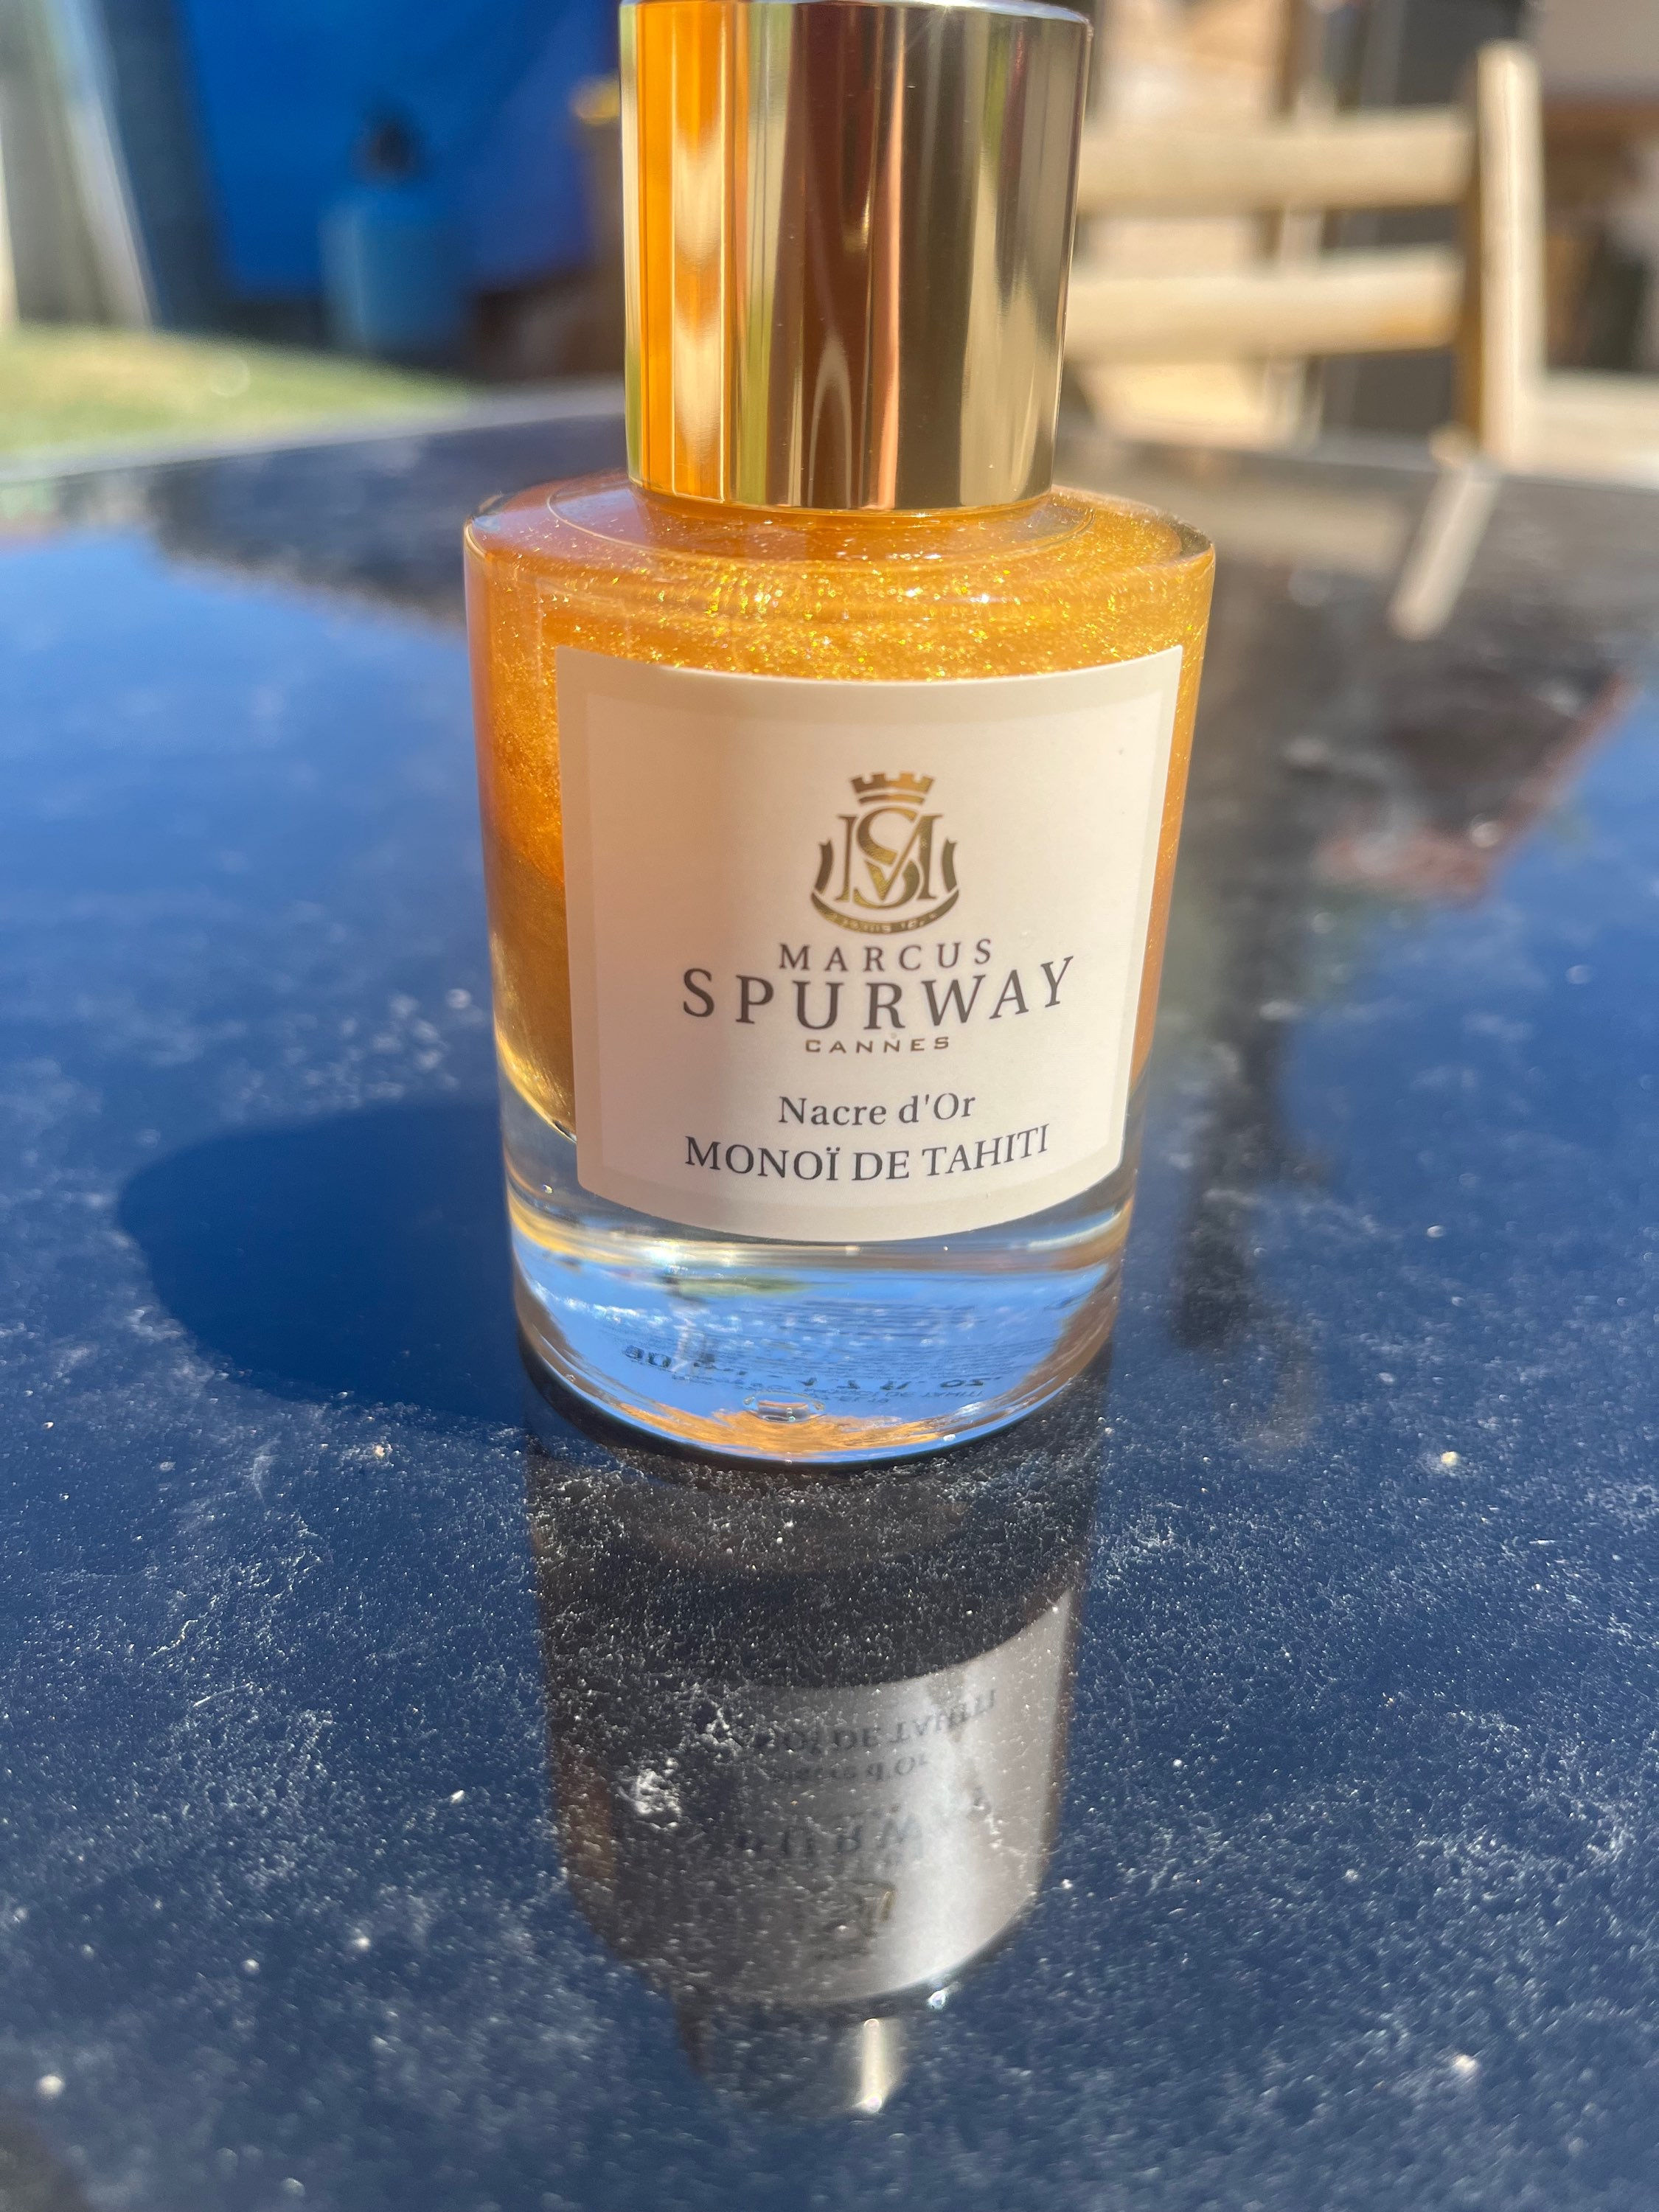 MARCUS
SPURWAY
CANNES
Nacre d'Or
MONOÏ DE TAHITI